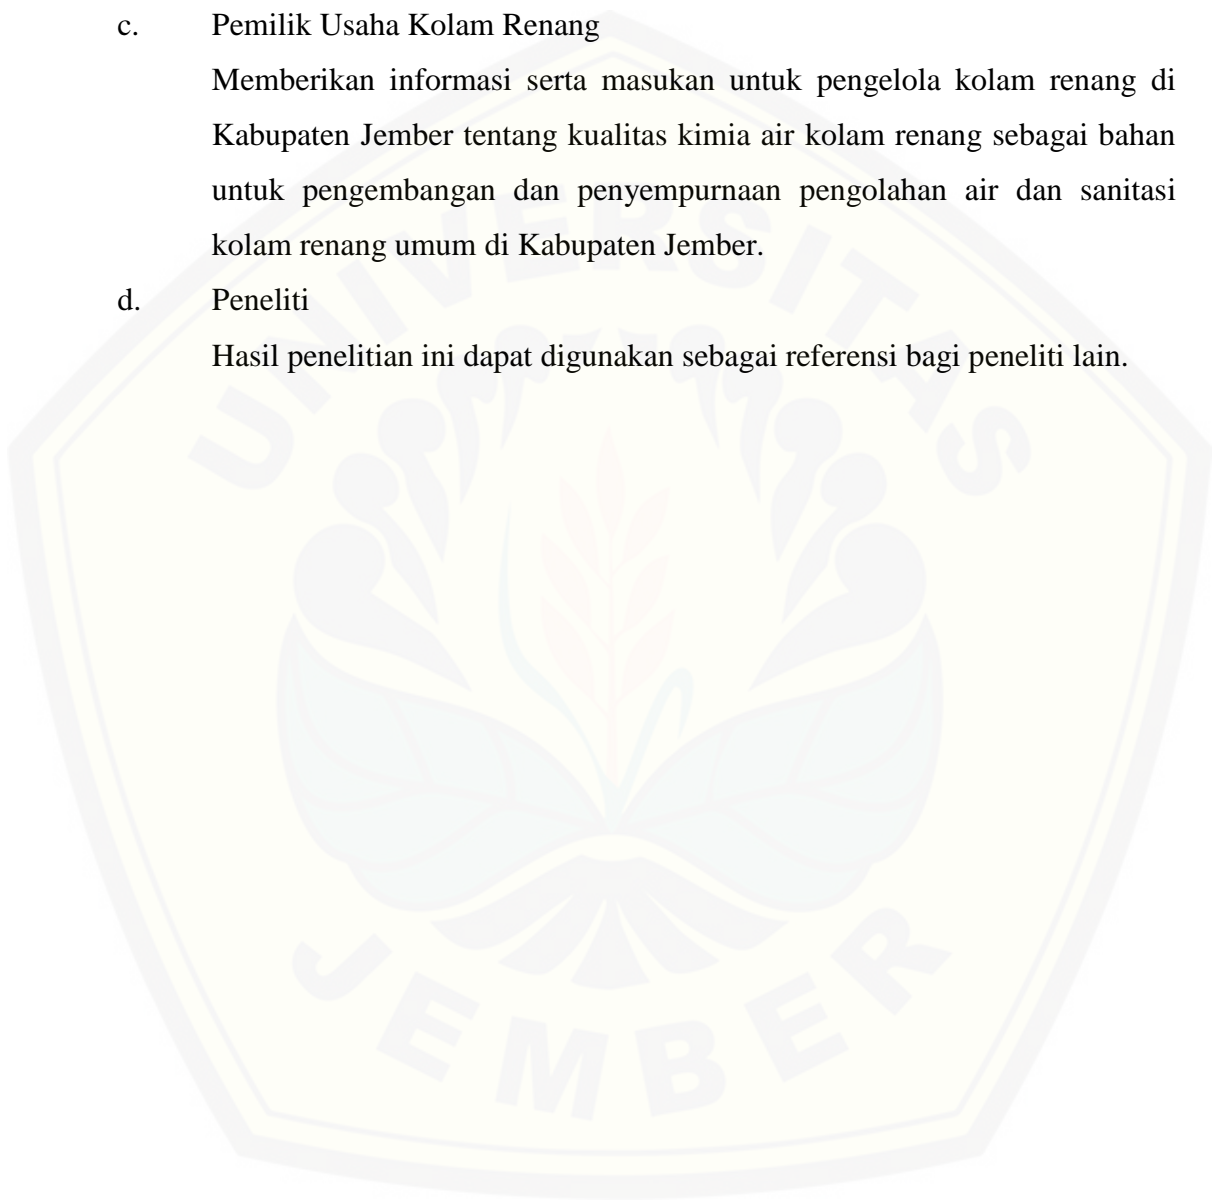 c. Pemilik Usaha Kolam Renang
Memberikan informasi serta masukan untuk pengelola kolam renang di
Kabupaten Jember tentang kualitas kimia air kolam renang sebagai bahan
untuk pengembangan dan penyempurnaan pengolahan air dan sanitasi
kolam renang umum di Kabupaten Jember.
d. Peneliti
Hasil penelitian ini dapat digunakan sebagai referensi bagi peneliti lain.
UNIVERSITAS
JEMBER